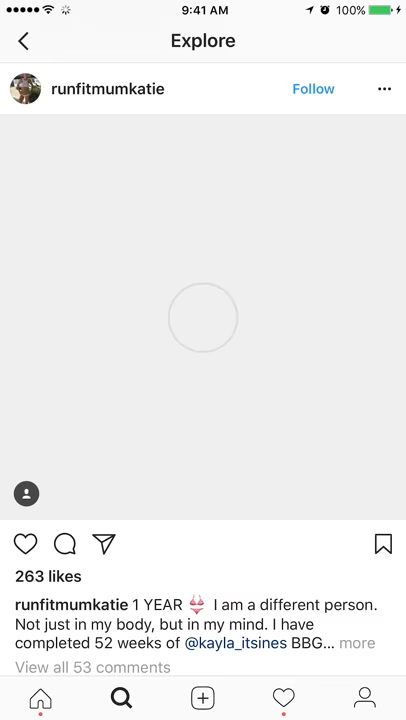 9:41 AM 100%
Explore
runfitmumkatie Follow
263 likes
runfitmumkatie 1 YEAR 👙 I am a different person.
Not just in my body, but in my mind. I have
completed 52 weeks of @kayla_itsines BBG... more
View all 53 comments